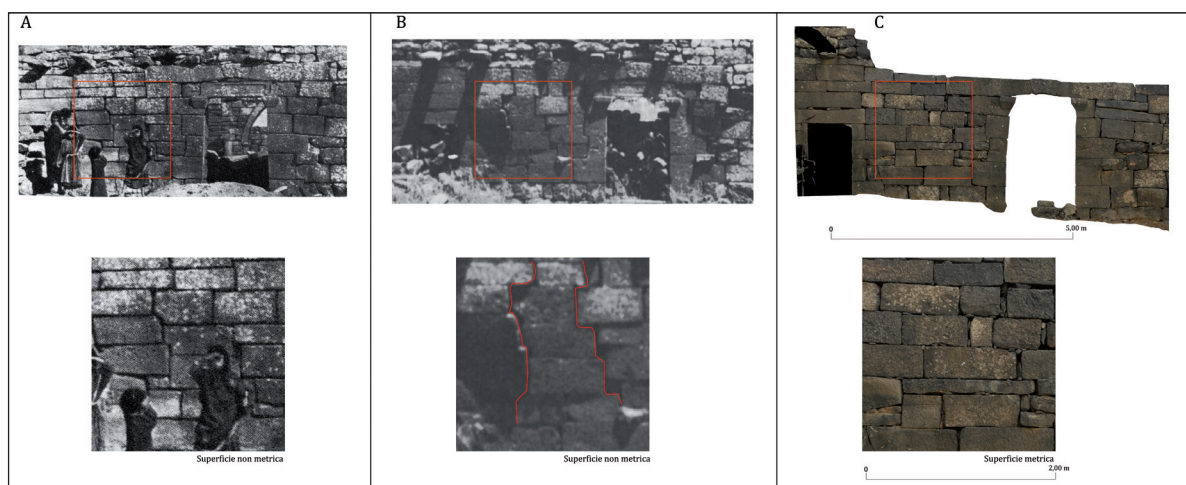 A
B
C
0
5,00 m
Superficie non metrica
Superficie non metrica
Superficie metrica
0
2,00 m